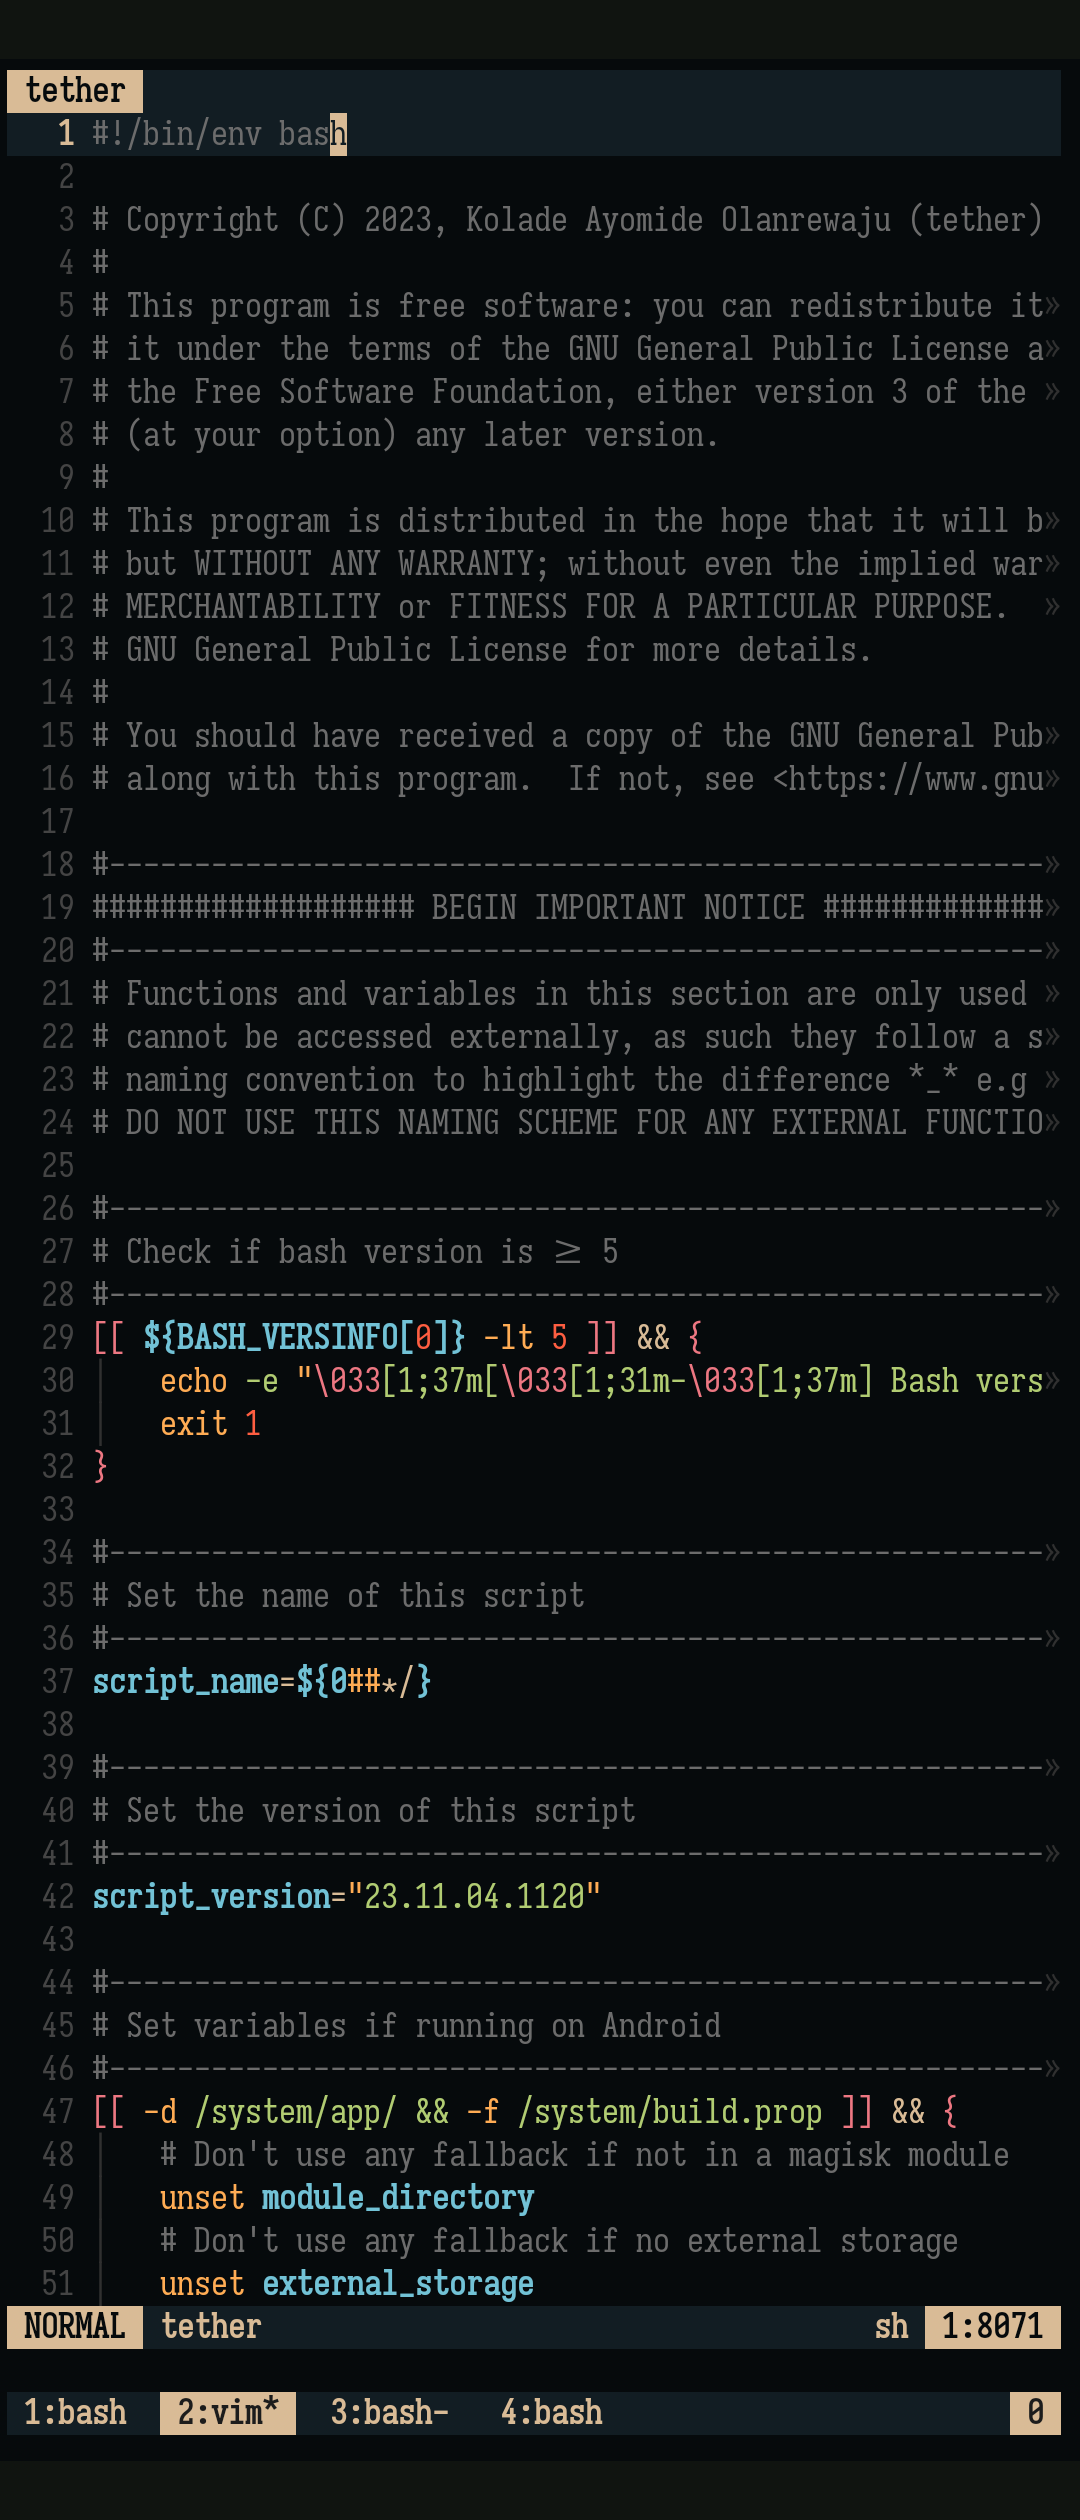 tether
1 #!/bin/env bash
2
3 # Copyright (C) 2023, Kolade Ayomide Olanrewaju (tether)
4 #
5 # This program is free software: you can redistribute it»
6 # it under the terms of the GNU General Public License a»
7 # the Free Software Foundation, either version 3 of the »
8 # (at your option) any later version.
9 #
10 # This program is distributed in the hope that it will b»
11 # but WITHOUT ANY WARRANTY; without even the implied war»
12 # MERCHANTABILITY or FITNESS FOR A PARTICULAR PURPOSE.  »
13 # GNU General Public License for more details.
14 #
15 # You should have received a copy of the GNU General Pub»
16 # along with this program.  If not, see <https://www.gnu»
17
18 #-------------------------------------------------------»
19 ################### BEGIN IMPORTANT NOTICE #############»
20 #-------------------------------------------------------»
21 # Functions and variables in this section are only used »
22 # cannot be accessed externally, as such they follow a s»
23 # naming convention to highlight the difference *_* e.g »
24 # DO NOT USE THIS NAMING SCHEME FOR ANY EXTERNAL FUNCTIO»
25
26 #-------------------------------------------------------»
27 # Check if bash version is ≥ 5
28 #-------------------------------------------------------»
29 [[ ${BASH_VERSINFO[0]} -lt 5 ]] && {
30     echo -e "\033[1;37m[\033[1;31m-\033[1;37m] Bash vers»
31     exit 1
32 }
33
34 #-------------------------------------------------------»
35 # Set the name of this script
36 #-------------------------------------------------------»
37 script_name=${0##*/}
38
39 #-------------------------------------------------------»
40 # Set the version of this script
41 #-------------------------------------------------------»
42 script_version="23.11.04.1120"
43
44 #-------------------------------------------------------»
45 # Set variables if running on Android
46 #-------------------------------------------------------»
47 [[ -d /system/app/ && -f /system/build.prop ]] && {
48     # Don't use any fallback if not in a magisk module
49     unset module_directory
50     # Don't use any fallback if no external storage
51     unset external_storage
NORMAL tether sh 1:8071
1:bash 2:vim* 3:bash- 4:bash 0